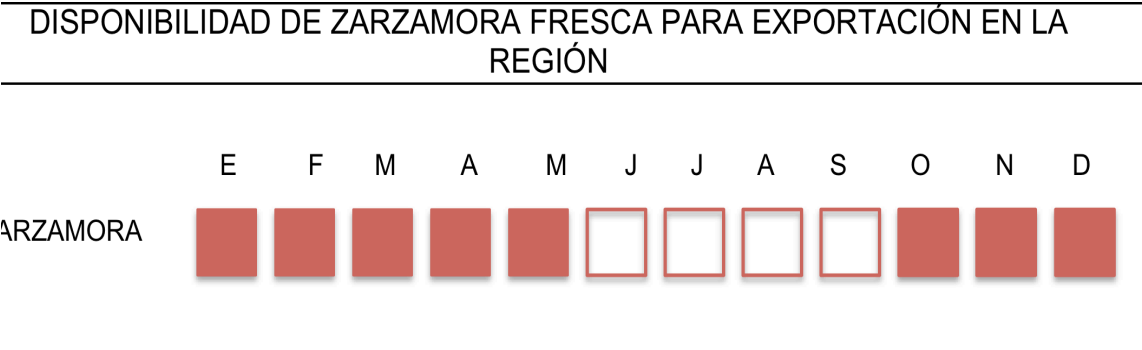 DISPONIBILIDAD DE ZARZAMORA FRESCA PARA EXPORTACIÓN EN LA
REGIÓN
E F M A M J J A S O N D
ARZAMORA